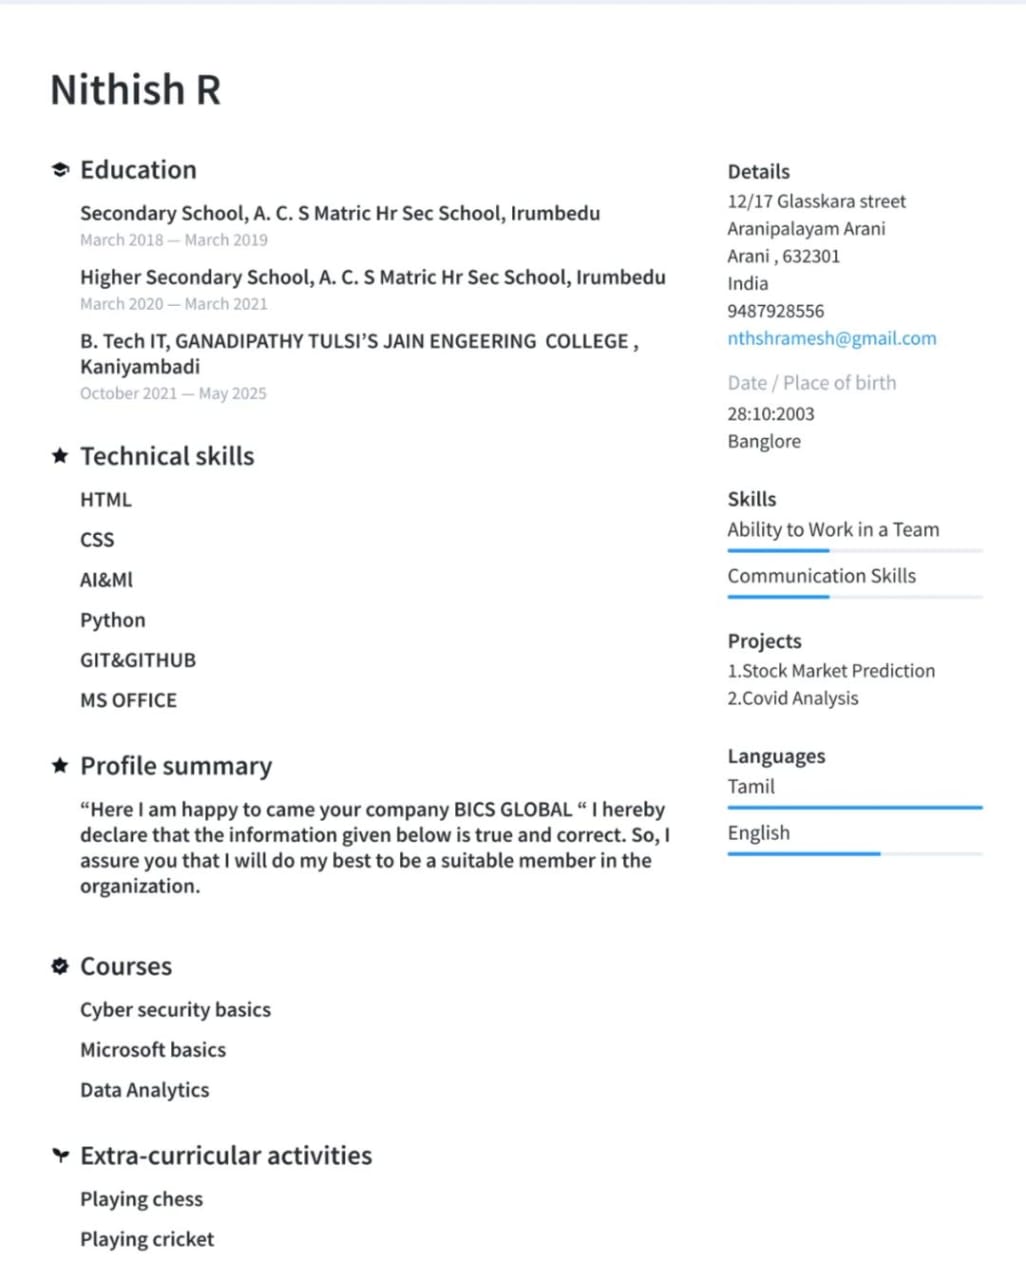 Nithish R
Education
Secondary School, A. C. S Matric Hr Sec School, Irumbedu
March 2018 — March 2019
Higher Secondary School, A. C. S Matric Hr Sec School, Irumbedu
March 2020 — March 2021
B. Tech IT, GANADIPATHY TULSI’S JAIN ENGEERING  COLLEGE ,
Kaniyambadi
October 2021 — May 2025
Technical skills
HTML
CSS
AI&Ml
Python
GIT&GITHUB
MS OFFICE
Profile summary
“Here I am happy to came your company BICS GLOBAL “ I hereby
declare that the information given below is true and correct. So, I
assure you that I will do my best to be a suitable member in the
organization.
Courses
Cyber security basics
Microsoft basics
Data Analytics
Extra-curricular activities
Playing chess
Playing cricket
Details
12/17 Glasskara street
Aranipalayam Arani
Arani , 632301
India
9487928556
nthshramesh@gmail.com
Date / Place of birth
28:10:2003
Banglore
Skills
Ability to Work in a Team
Communication Skills
Projects
1.Stock Market Prediction
2.Covid Analysis
Languages
Tamil
English